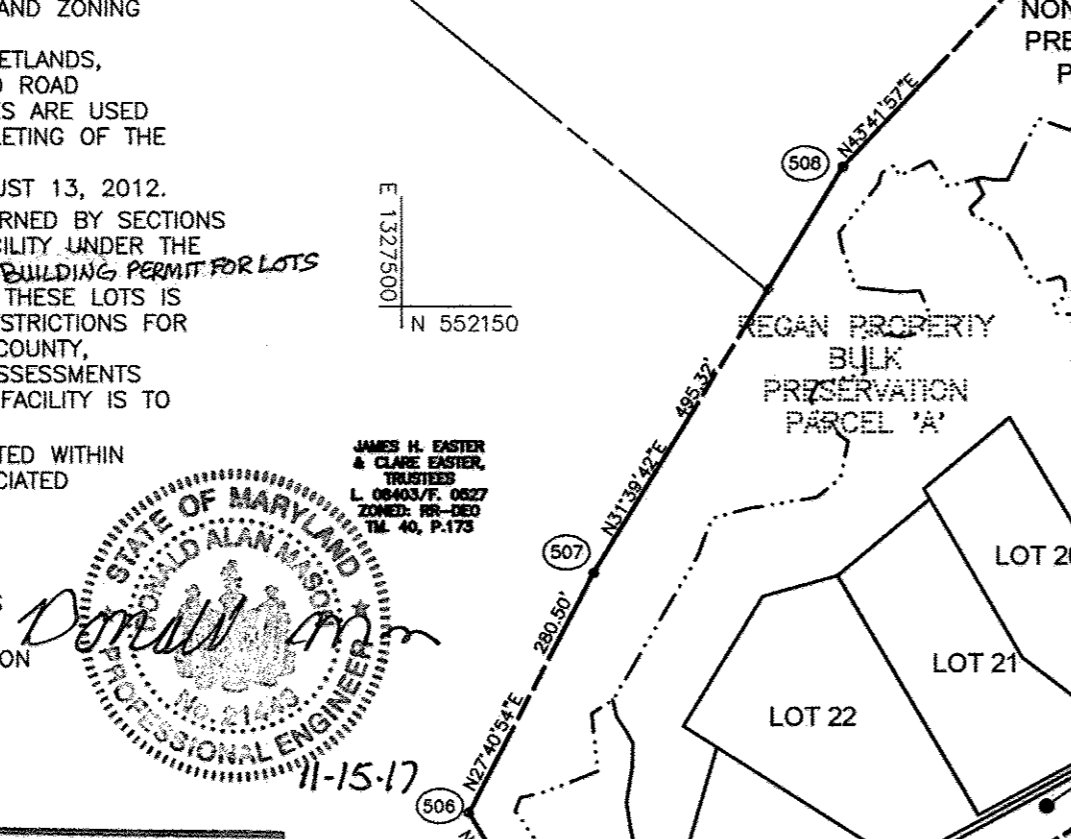 AND ZONING
ETLANDS,
ROAD
ES ARE USED
LETING OF THE
UST 13, 2012.
RNED BY SECTIONS
CILITY UNDER THE
BUILDING PERMIT FOR LOTS
THESE LOTS IS
STRICTIONS FOR
COUNTY,
SSESSMENTS
FACILITY IS TO
TED WITHIN
CIATED
ON
E 1327500
N 552150
JAMES H. EASTER
& CLARE EASTER,
TRUSTEES
L. 08403/F. 0527
ZONED: RR-DEO
TM. 40, P.173
STATE OF MARYLAND
DONALD ALAN MASON
No. 21443
PROFESSIONAL ENGINEER
11-15-17
NON
PRE
P
N43°41'57"E
508
495.32'
N31°39'42"E
507
280.50'
N27°40'54"E
506
N
REGAN PROPERTY
BULK
PRESERVATION
PARCEL 'A'
LOT 20
LOT 21
LOT 22